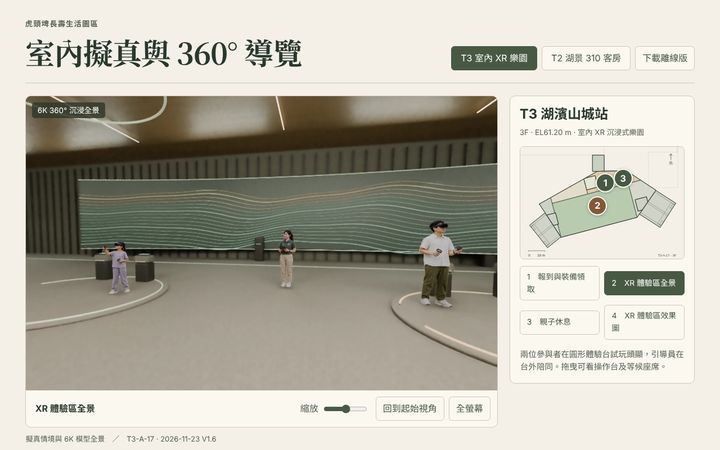 虎頭埤長壽生活園區
室內擬真與 360° 導覽
T3 室內 XR 樂園
T2 湖景 310 客房
下載離線版
6K 360° 沉浸全景
T3 湖濱山城站
3F · EL61.20 m · 室內 XR 沉浸式樂園
1
3
2
1 報到與裝備領取
2 XR 體驗區全景
3 親子休息
4 XR 體驗區效果圖
兩位參與者在圓形體驗台試玩頭顯，引導員在
台外陪同。拖曳可看操作台及等候座席。
XR 體驗區全景
縮放
回到起始視角
全螢幕
擬真情境與 6K 模型全景 ／ T3-A-17 · 2026-11-23 V1.6